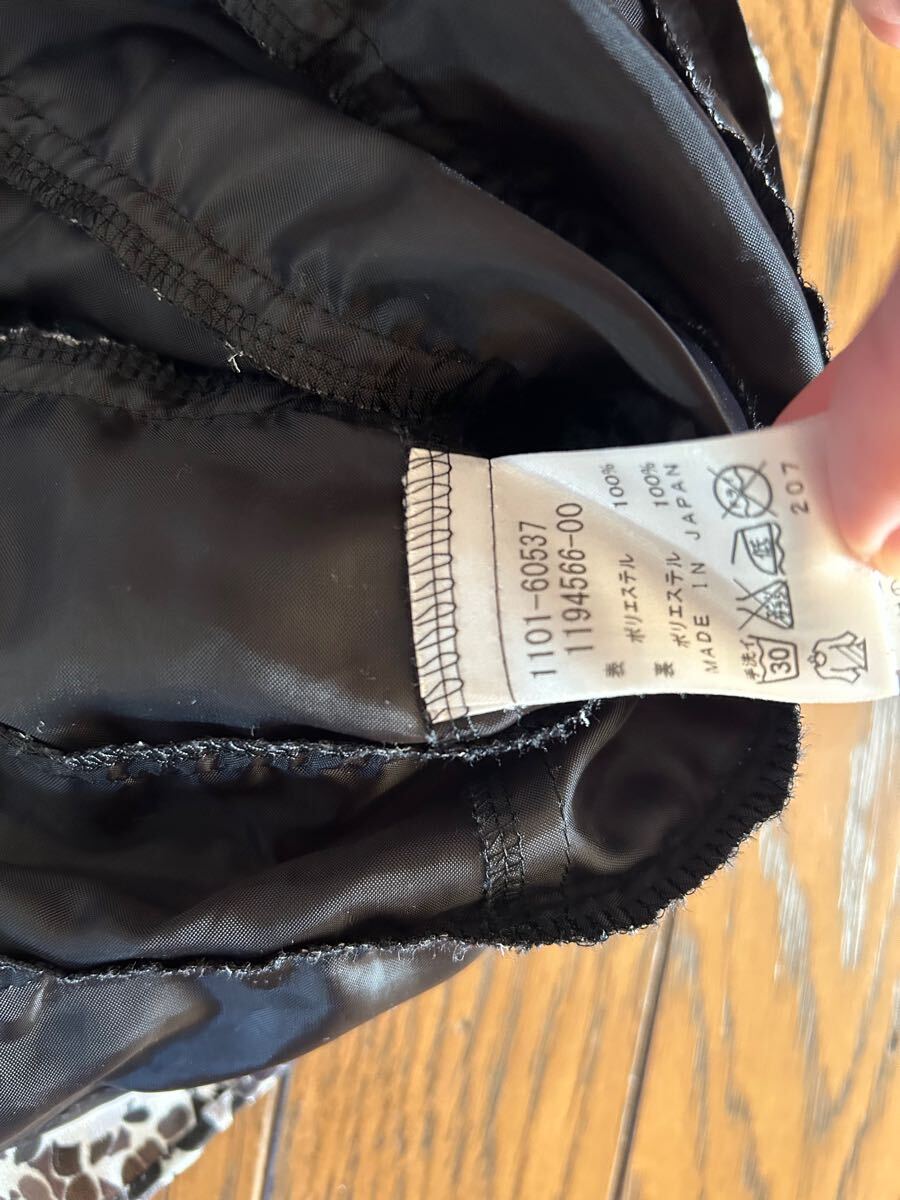 1101-60537
1194566-00
表 ポリエステル 100%
裏 ポリエステル 100%
MADE IN JAPAN
手洗イ
30
低
207